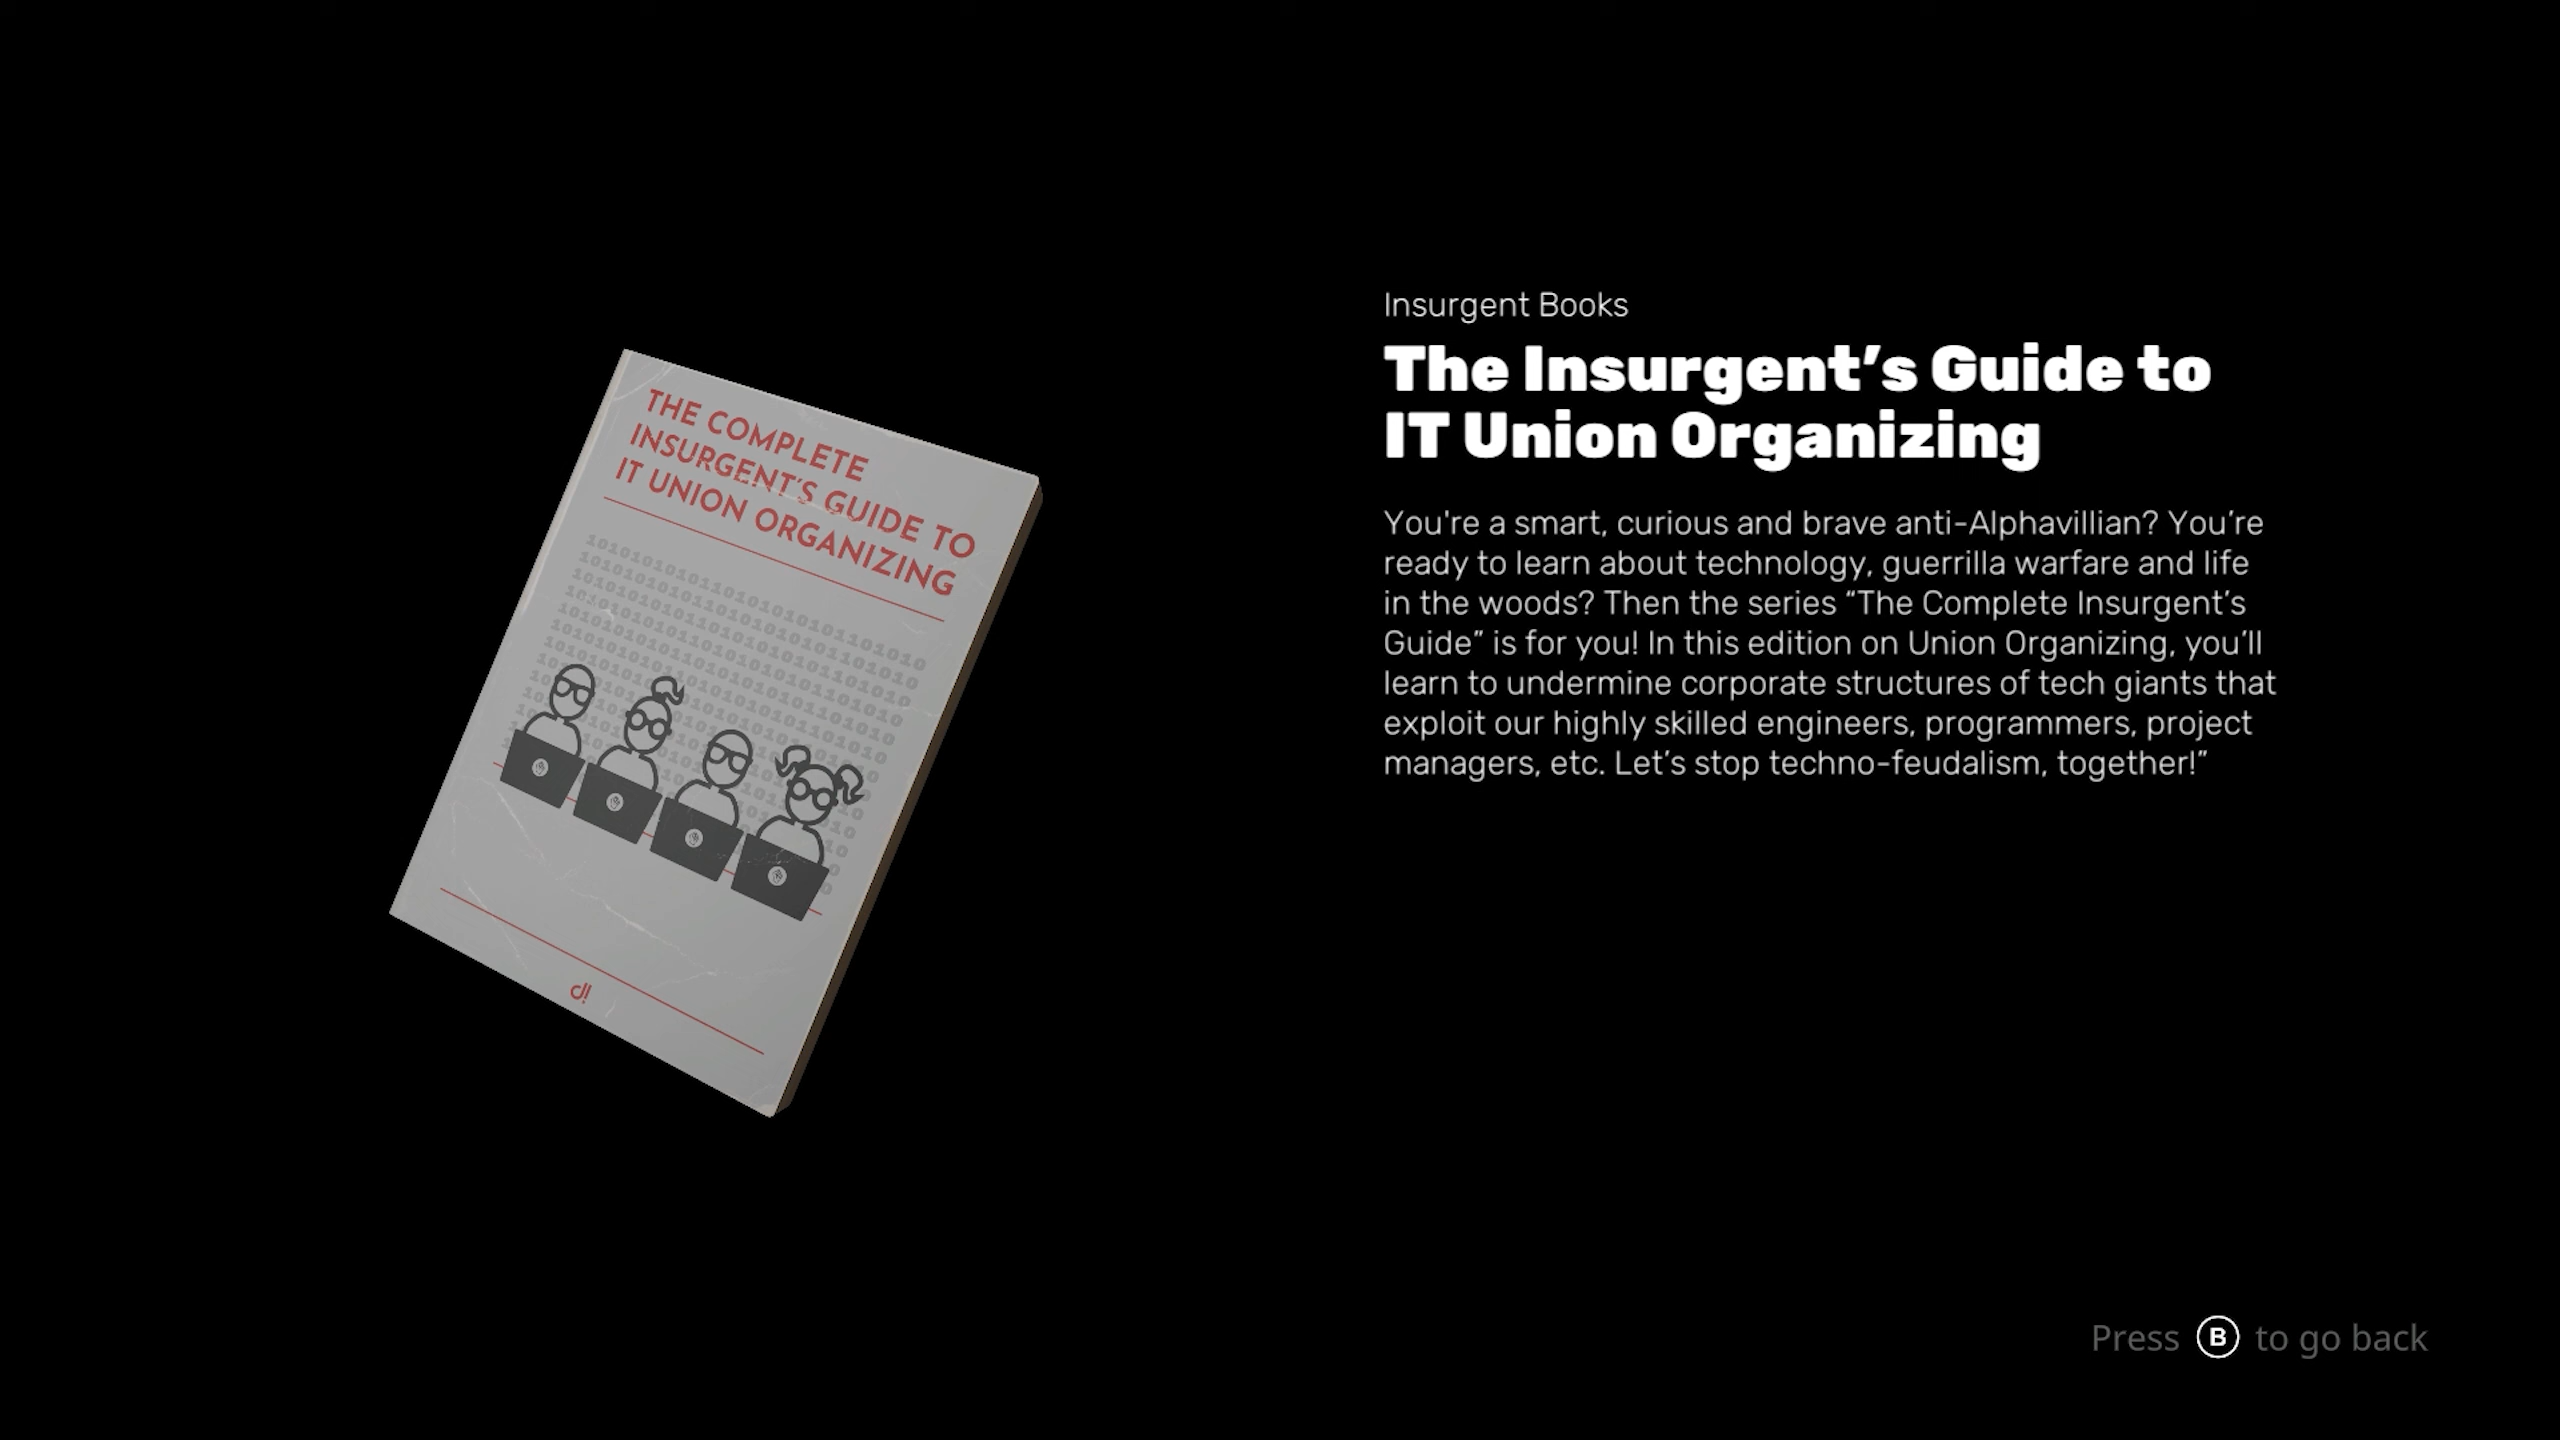 THE COMPLETE
INSURGENT'S GUIDE TO
IT UNION ORGANIZING
d!
Insurgent Books
The Insurgent’s Guide to
IT Union Organizing
You're a smart, curious and brave anti-Alphavillian? You’re
ready to learn about technology, guerrilla warfare and life
in the woods? Then the series “The Complete Insurgent’s
Guide” is for you! In this edition on Union Organizing, you’ll
learn to undermine corporate structures of tech giants that
exploit our highly skilled engineers, programmers, project
managers, etc. Let’s stop techno-feudalism, together!”
Press B to go back